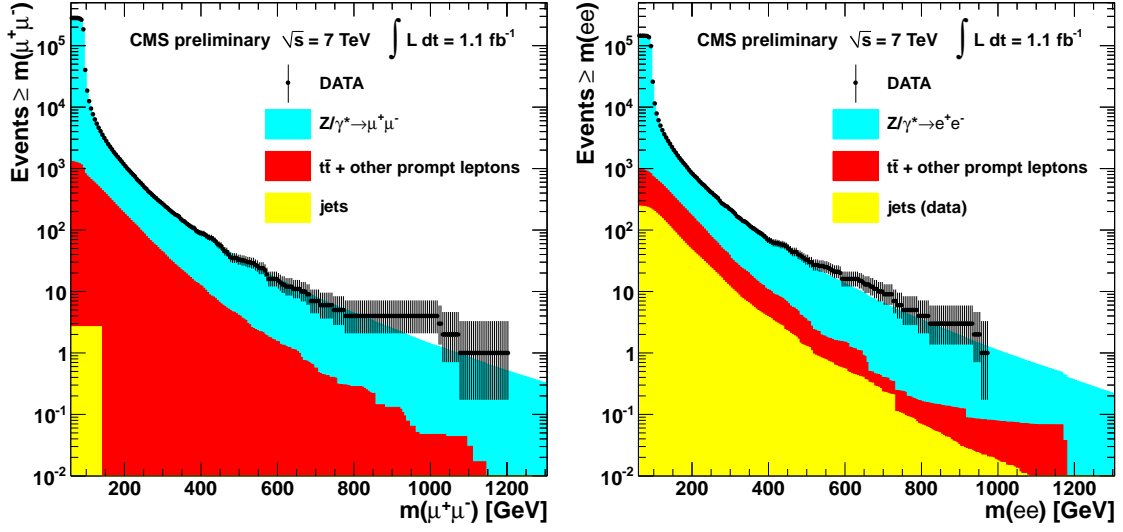 Events ≥ m(μ⁺μ⁻)
CMS preliminary √s = 7 TeV ∫ L dt = 1.1 fb⁻¹
DATA
Z/γ*→μ⁺μ⁻
tt̄ + other prompt leptons
jets
10⁵
10⁴
10³
10²
10
1
10⁻¹
10⁻²
200 400 600 800 1000 1200
m(μ⁺μ⁻) [GeV]
Events ≥ m(ee)
CMS preliminary √s = 7 TeV ∫ L dt = 1.1 fb⁻¹
DATA
Z/γ*→e⁺e⁻
tt̄ + other prompt leptons
jets (data)
10⁵
10⁴
10³
10²
10
1
10⁻¹
10⁻²
200 400 600 800 1000 1200
m(ee) [GeV]